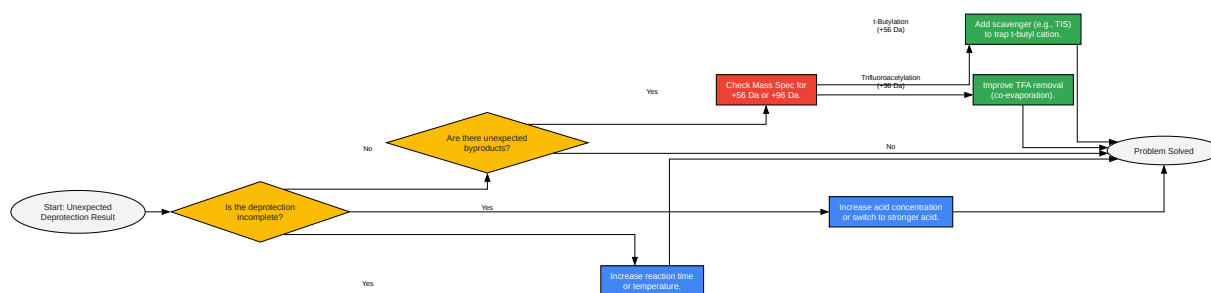 t-Butylation
(+56 Da)
Add scavenger (e.g., TIS)
to trap t-butyl cation.
Yes
Check Mass Spec for
+56 Da or +96 Da.
Trifluoroacetylation
(+96 Da)
Improve TFA removal
(co-evaporation).
No
Are there unexpected
byproducts?
No
Problem Solved
Start: Unexpected
Deprotection Result
Is the deprotection
incomplete?
Yes
Increase acid concentration
or switch to stronger acid.
Yes
Increase reaction time
or temperature.